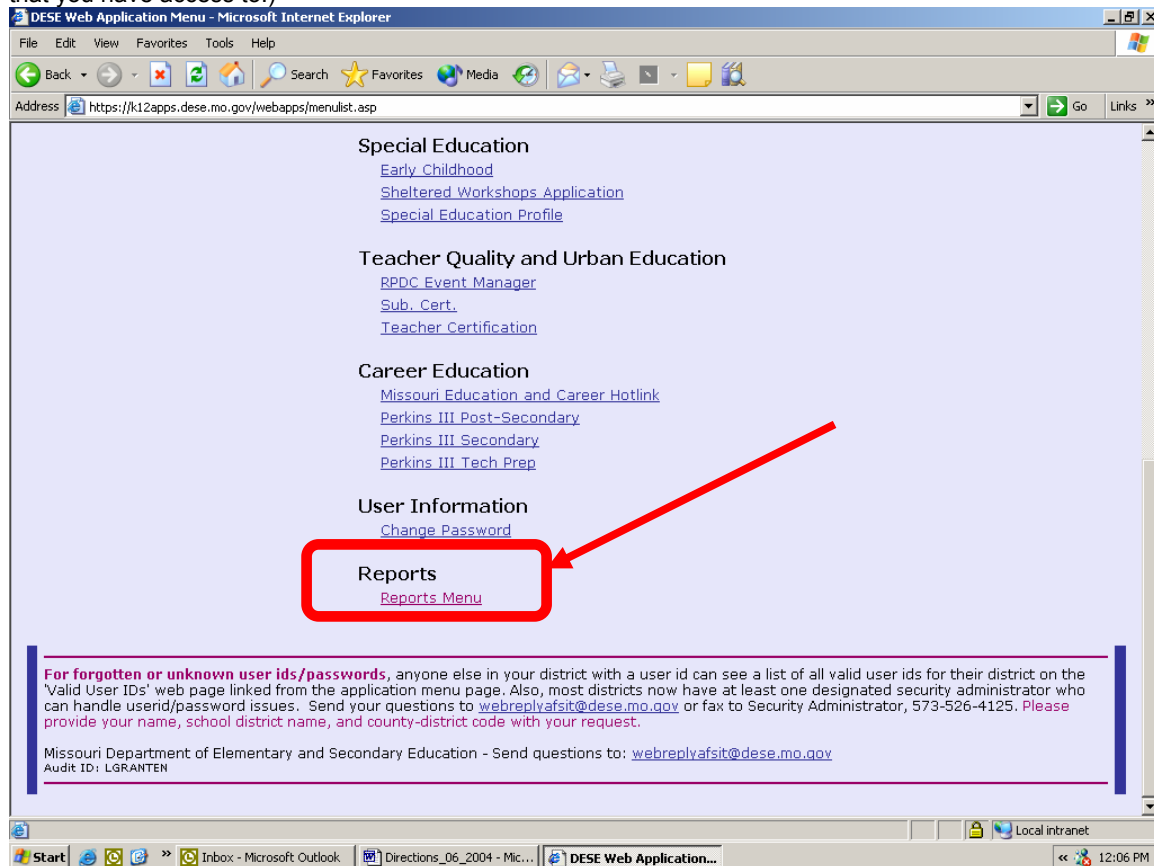 that you have access to.)
DESE Web Application Menu - Microsoft Internet Explorer
File Edit View Favorites Tools Help
Back Search Favorites Media
Address https://k12apps.dese.mo.gov/webapps/menulist.asp Go Links »
Special Education
Early Childhood
Sheltered Workshops Application
Special Education Profile
Teacher Quality and Urban Education
RPDC Event Manager
Sub. Cert.
Teacher Certification
Career Education
Missouri Education and Career Hotlink
Perkins III Post-Secondary
Perkins III Secondary
Perkins III Tech Prep
User Information
Change Password
Reports
Reports Menu
For forgotten or unknown user ids/passwords, anyone else in your district with a user id can see a list of all valid user ids for their district on the
'Valid User IDs' web page linked from the application menu page. Also, most districts now have at least one designated security administrator who
can handle userid/password issues. Send your questions to webreplyafsit@dese.mo.gov or fax to Security Administrator, 573-526-4125. Please
provide your name, school district name, and county-district code with your request.
Missouri Department of Elementary and Secondary Education - Send questions to: webreplyafsit@dese.mo.gov
Audit ID: LGRANTEN
Local intranet
Start » Inbox - Microsoft Outlook Directions_06_2004 - Mic... DESE Web Application... « 12:06 PM